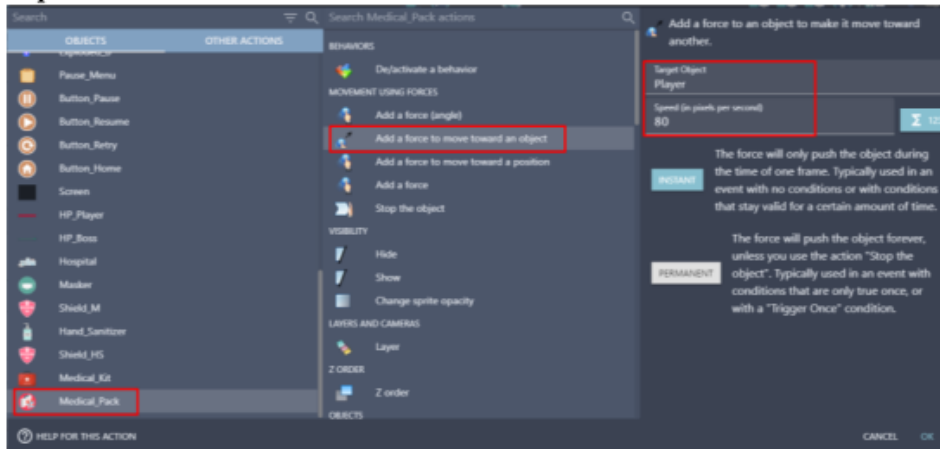 Search
OBJECTS
OTHER ACTIONS
Pause_Menu
Button_Pause
Button_Resume
Button_Retry
Button_Home
Screen
HP_Player
HP_Boss
Hospital
Masker
Shield_M
Hand_Sanitizer
Shield_HS
Medical_Kit
Medical_Pack
HELP FOR THIS ACTION
Search Medical_Pack actions
BEHAVIORS
De/activate a behavior
MOVEMENT USING FORCES
Add a force (angle)
Add a force to move toward an object
Add a force to move toward a position
Add a force
Stop the object
VISIBILITY
Hide
Show
Change sprite opacity
LAYERS AND CAMERAS
Layer
Z ORDER
Z order
OBJECTS
Add a force to an object to make it move toward
another.
Target Object
Player
Speed (in pixels per second)
80
Σ 12
INSTANT
The force will only push the object during
the time of one frame. Typically used in an
event with no conditions or with conditions
that stay valid for a certain amount of time.
PERMANENT
The force will push the object forever,
unless you use the action "Stop the
object". Typically used in an event with
conditions that are only true once, or
with a "Trigger Once" condition.
CANCEL
OK